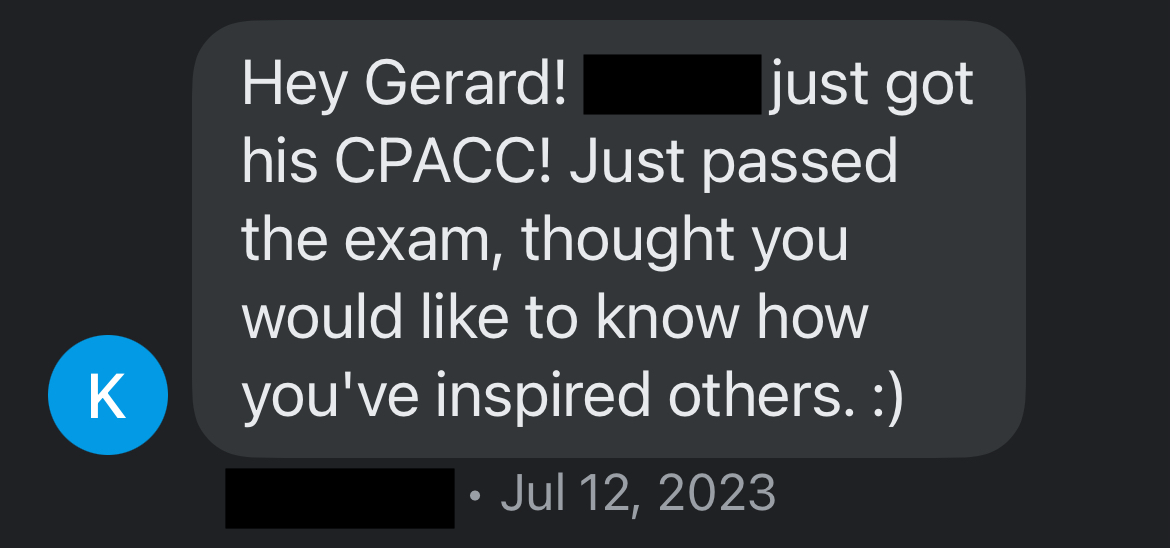 Hey Gerard! just got
his CPACC! Just passed
the exam, thought you
would like to know how
you've inspired others. :)
K
• Jul 12, 2023